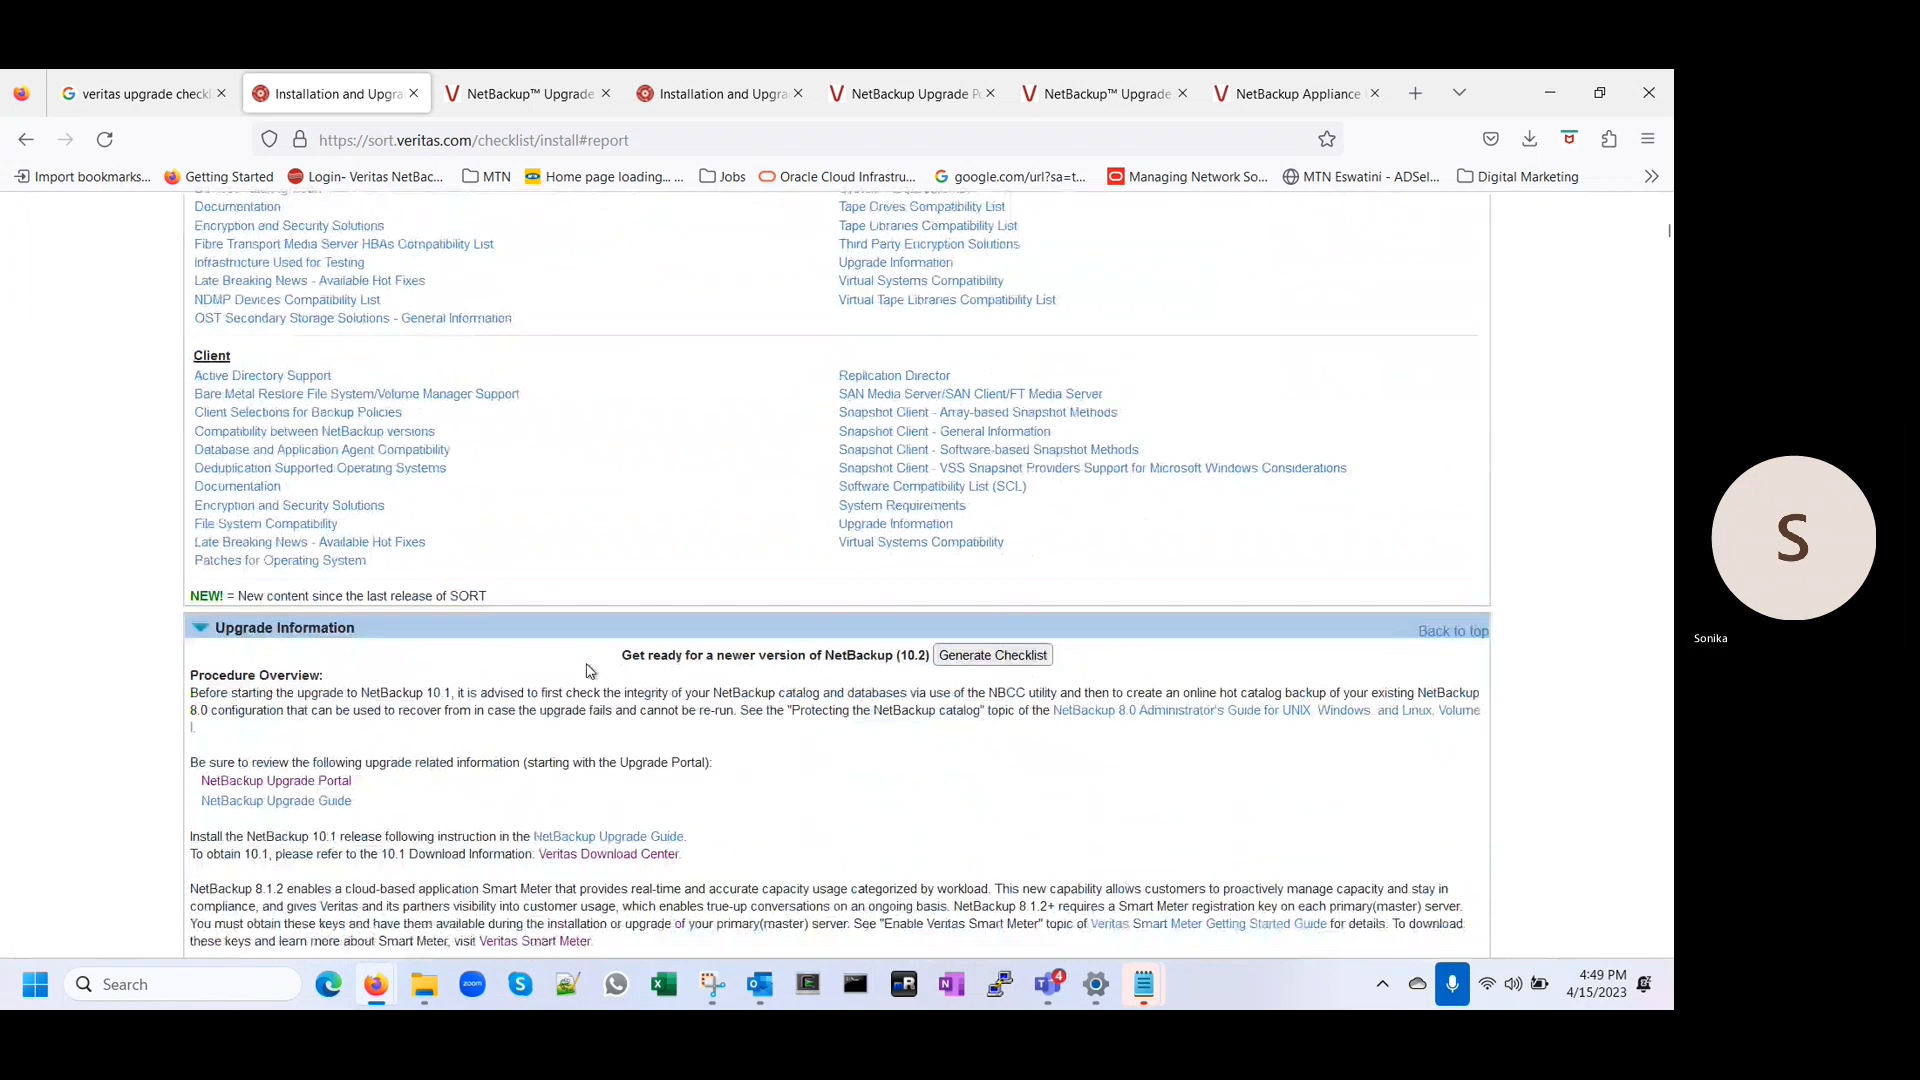 veritas upgrade check
Installation and Upgra
NetBackup™ Upgrade
Installation and Upgra
NetBackup Upgrade P
NetBackup™ Upgrade
NetBackup Appliance
https://sort.veritas.com/checklist/install#report
Import bookmarks...
Getting Started
Login- Veritas NetBac...
MTN
Home page loading... ...
Jobs
Oracle Cloud Infrastru...
google.com/url?sa=t...
Managing Network So...
MTN Eswatini - ADSel...
Digital Marketing
Documentation
Encryption and Security Solutions
Fibre Transport Media Server HBAs Compatibility List
Infrastructure Used for Testing
Late Breaking News - Available Hot Fixes
NDMP Devices Compatibility List
OST Secondary Storage Solutions - General Information
Tape Drives Compatibility List
Tape Libraries Compatibility List
Third Party Encryption Solutions
Upgrade Information
Virtual Systems Compatibility
Virtual Tape Libraries Compatibility List
Client
Active Directory Support
Bare Metal Restore File System/Volume Manager Support
Client Selections for Backup Policies
Compatibility between NetBackup versions
Database and Application Agent Compatibility
Deduplication Supported Operating Systems
Documentation
Encryption and Security Solutions
File System Compatibility
Late Breaking News - Available Hot Fixes
Patches for Operating System
Replication Director
SAN Media Server/SAN Client/FT Media Server
Snapshot Client - Array-based Snapshot Methods
Snapshot Client - General Information
Snapshot Client - Software-based Snapshot Methods
Snapshot Client - VSS Snapshot Providers Support for Microsoft Windows Considerations
Software Compatibility List (SCL)
System Requirements
Upgrade Information
Virtual Systems Compatibility
NEW! = New content since the last release of SORT
Upgrade Information
Back to top
Get ready for a newer version of NetBackup (10.2) Generate Checklist
Procedure Overview:
Before starting the upgrade to NetBackup 10.1, it is advised to first check the integrity of your NetBackup catalog and databases via use of the NBCC utility and then to create an online hot catalog backup of your existing NetBackup
8.0 configuration that can be used to recover from in case the upgrade fails and cannot be re-run. See the "Protecting the NetBackup catalog" topic of the NetBackup 8.0 Administrator's Guide for UNIX, Windows, and Linux, Volume
I.
Be sure to review the following upgrade related information (starting with the Upgrade Portal):
NetBackup Upgrade Portal
NetBackup Upgrade Guide
Install the NetBackup 10.1 release following instruction in the NetBackup Upgrade Guide.
To obtain 10.1, please refer to the 10.1 Download Information: Veritas Download Center.
NetBackup 8.1.2 enables a cloud-based application Smart Meter that provides real-time and accurate capacity usage categorized by workload. This new capability allows customers to proactively manage capacity and stay in
compliance, and gives Veritas and its partners visibility into customer usage, which enables true-up conversations on an ongoing basis. NetBackup 8.1.2+ requires a Smart Meter registration key on each primary(master) server.
You must obtain these keys and have them available during the installation or upgrade of your primary(master) server. See "Enable Veritas Smart Meter" topic of Veritas Smart Meter Getting Started Guide for details. To download
these keys and learn more about Smart Meter, visit Veritas Smart Meter.
S
Sonika
Search
zoom
4
4:49 PM
4/15/2023